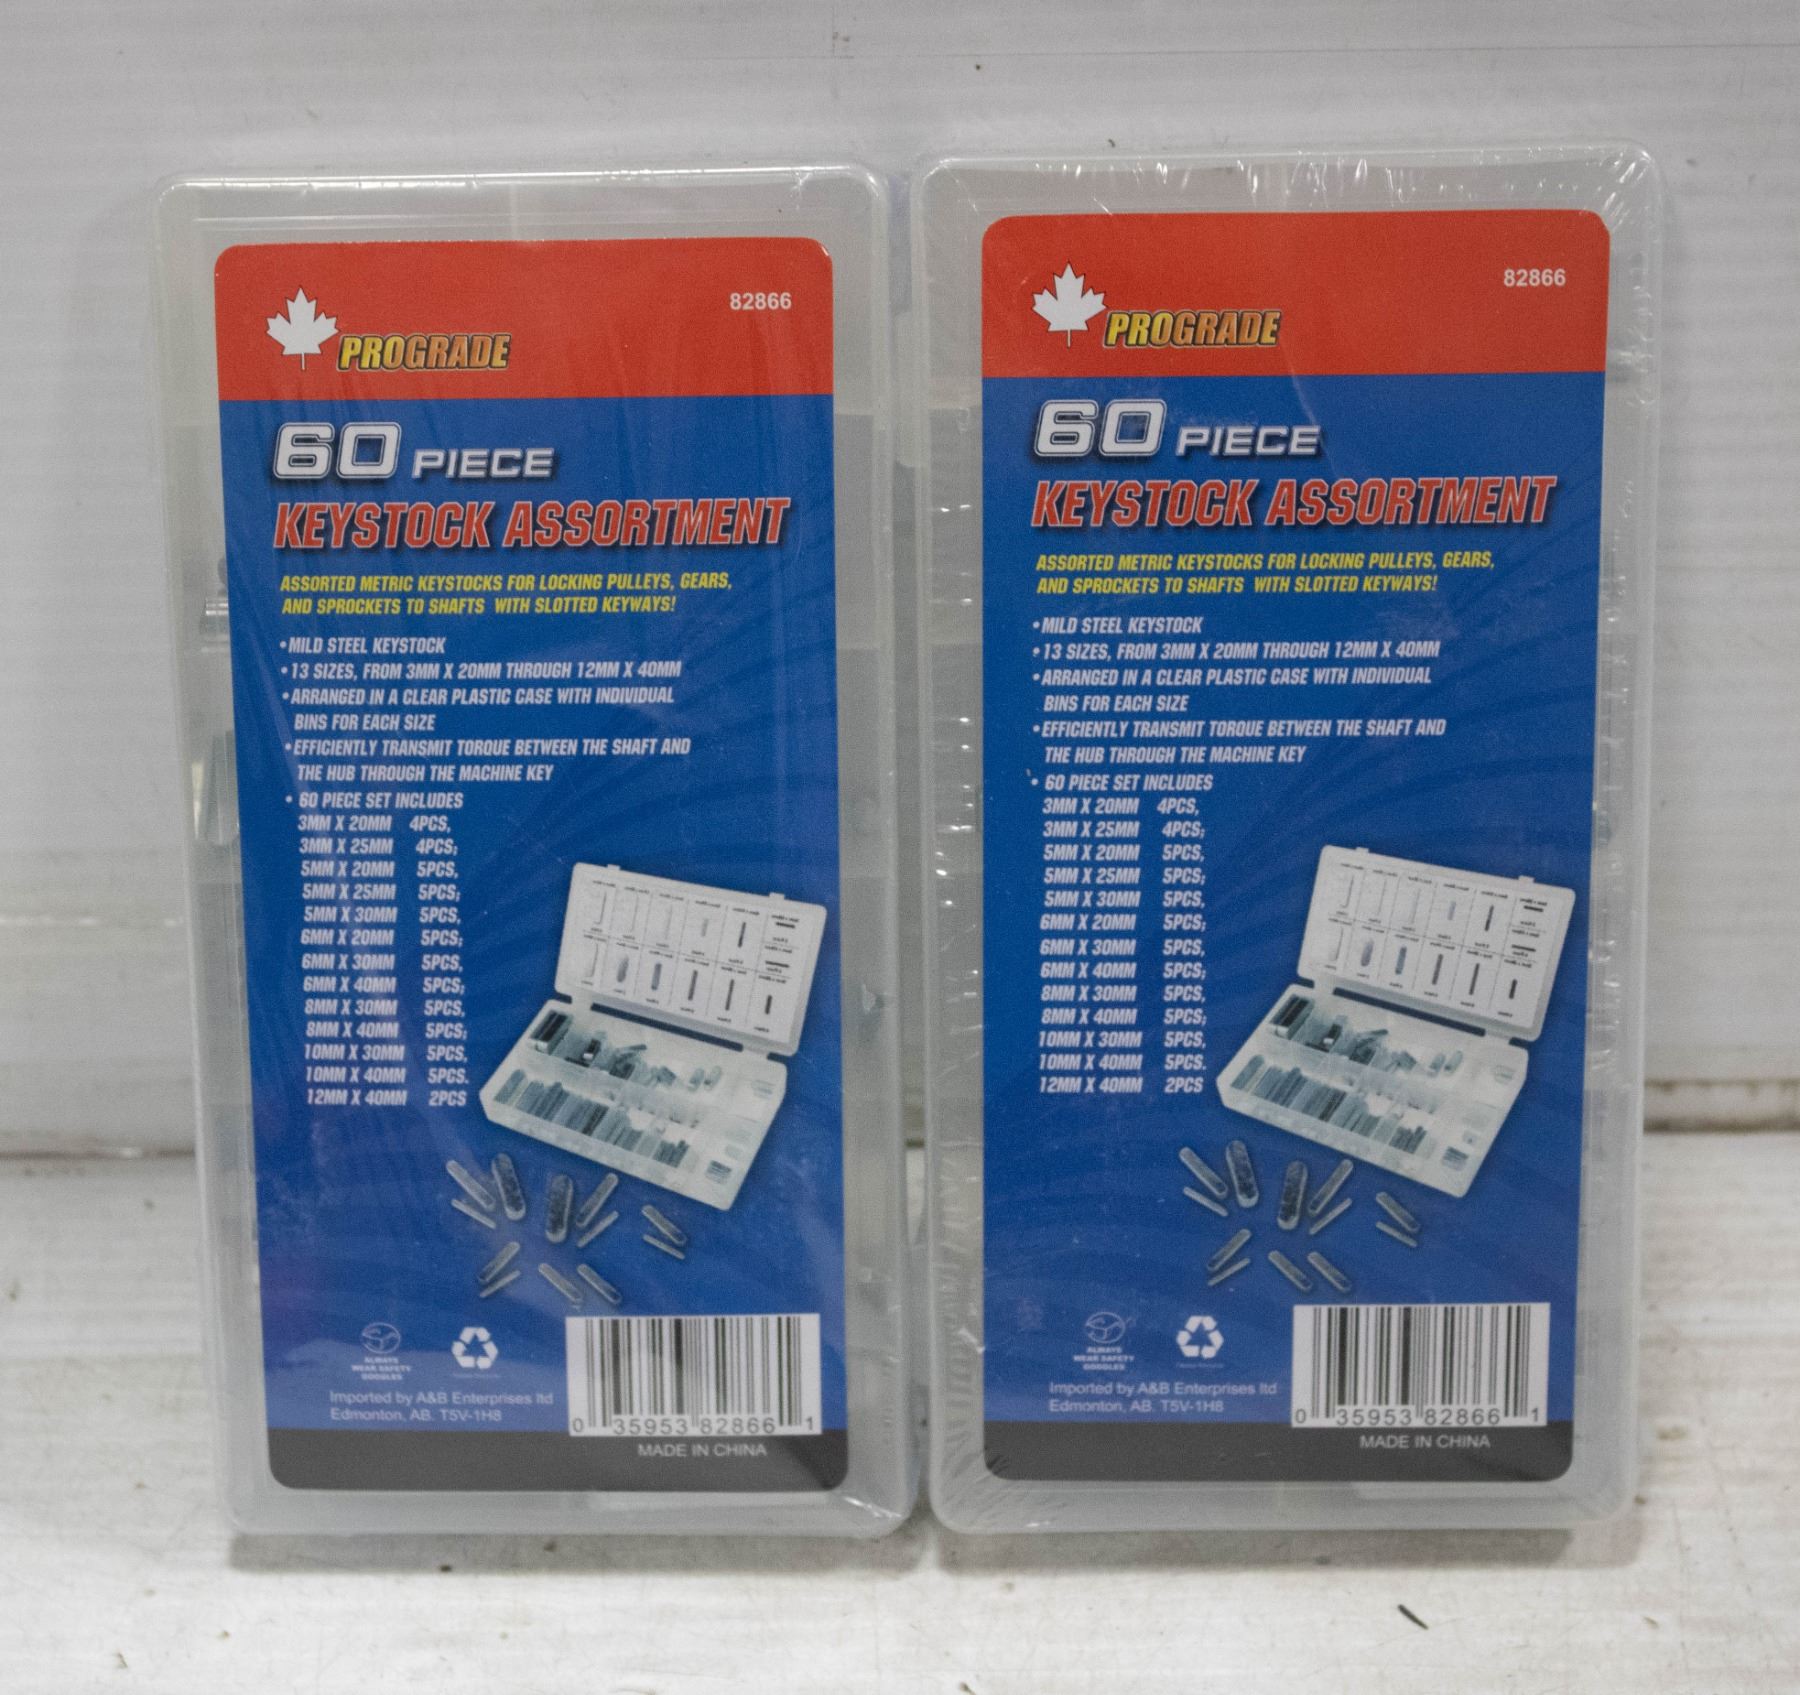 82866
PROGRADE
60 PIECE
KEYSTOCK ASSORTMENT
ASSORTED METRIC KEYSTOCKS FOR LOCKING PULLEYS, GEARS,
AND SPROCKETS TO SHAFTS WITH SLOTTED KEYWAYS!
•MILD STEEL KEYSTOCK
•13 SIZES, FROM 3MM X 20MM THROUGH 12MM X 40MM
•ARRANGED IN A CLEAR PLASTIC CASE WITH INDIVIDUAL
BINS FOR EACH SIZE
•EFFICIENTLY TRANSMIT TORQUE BETWEEN THE SHAFT AND
THE HUB THROUGH THE MACHINE KEY
• 60 PIECE SET INCLUDES
3MM X 20MM 4PCS,
3MM X 25MM 4PCS;
5MM X 20MM 5PCS,
5MM X 25MM 5PCS;
5MM X 30MM 5PCS,
6MM X 20MM 5PCS;
6MM X 30MM 5PCS,
6MM X 40MM 5PCS;
8MM X 30MM 5PCS,
8MM X 40MM 5PCS;
10MM X 30MM 5PCS,
10MM X 40MM 5PCS.
12MM X 40MM 2PCS
ALWAYS
WEAR SAFETY
GOGGLES
Imported by A&B Enterprises ltd
Edmonton, AB. T5V-1H8
0 35953 82866 1
MADE IN CHINA
82866
PROGRADE
60 PIECE
KEYSTOCK ASSORTMENT
ASSORTED METRIC KEYSTOCKS FOR LOCKING PULLEYS, GEARS,
AND SPROCKETS TO SHAFTS WITH SLOTTED KEYWAYS!
•MILD STEEL KEYSTOCK
•13 SIZES, FROM 3MM X 20MM THROUGH 12MM X 40MM
•ARRANGED IN A CLEAR PLASTIC CASE WITH INDIVIDUAL
BINS FOR EACH SIZE
•EFFICIENTLY TRANSMIT TORQUE BETWEEN THE SHAFT AND
THE HUB THROUGH THE MACHINE KEY
• 60 PIECE SET INCLUDES
3MM X 20MM 4PCS,
3MM X 25MM 4PCS;
5MM X 20MM 5PCS,
5MM X 25MM 5PCS;
5MM X 30MM 5PCS,
6MM X 20MM 5PCS;
6MM X 30MM 5PCS,
6MM X 40MM 5PCS;
8MM X 30MM 5PCS,
8MM X 40MM 5PCS;
10MM X 30MM 5PCS,
10MM X 40MM 5PCS.
12MM X 40MM 2PCS
ALWAYS
WEAR SAFETY
GOGGLES
Imported by A&B Enterprises ltd
Edmonton, AB. T5V-1H8
0 35953 82866 1
MADE IN CHINA